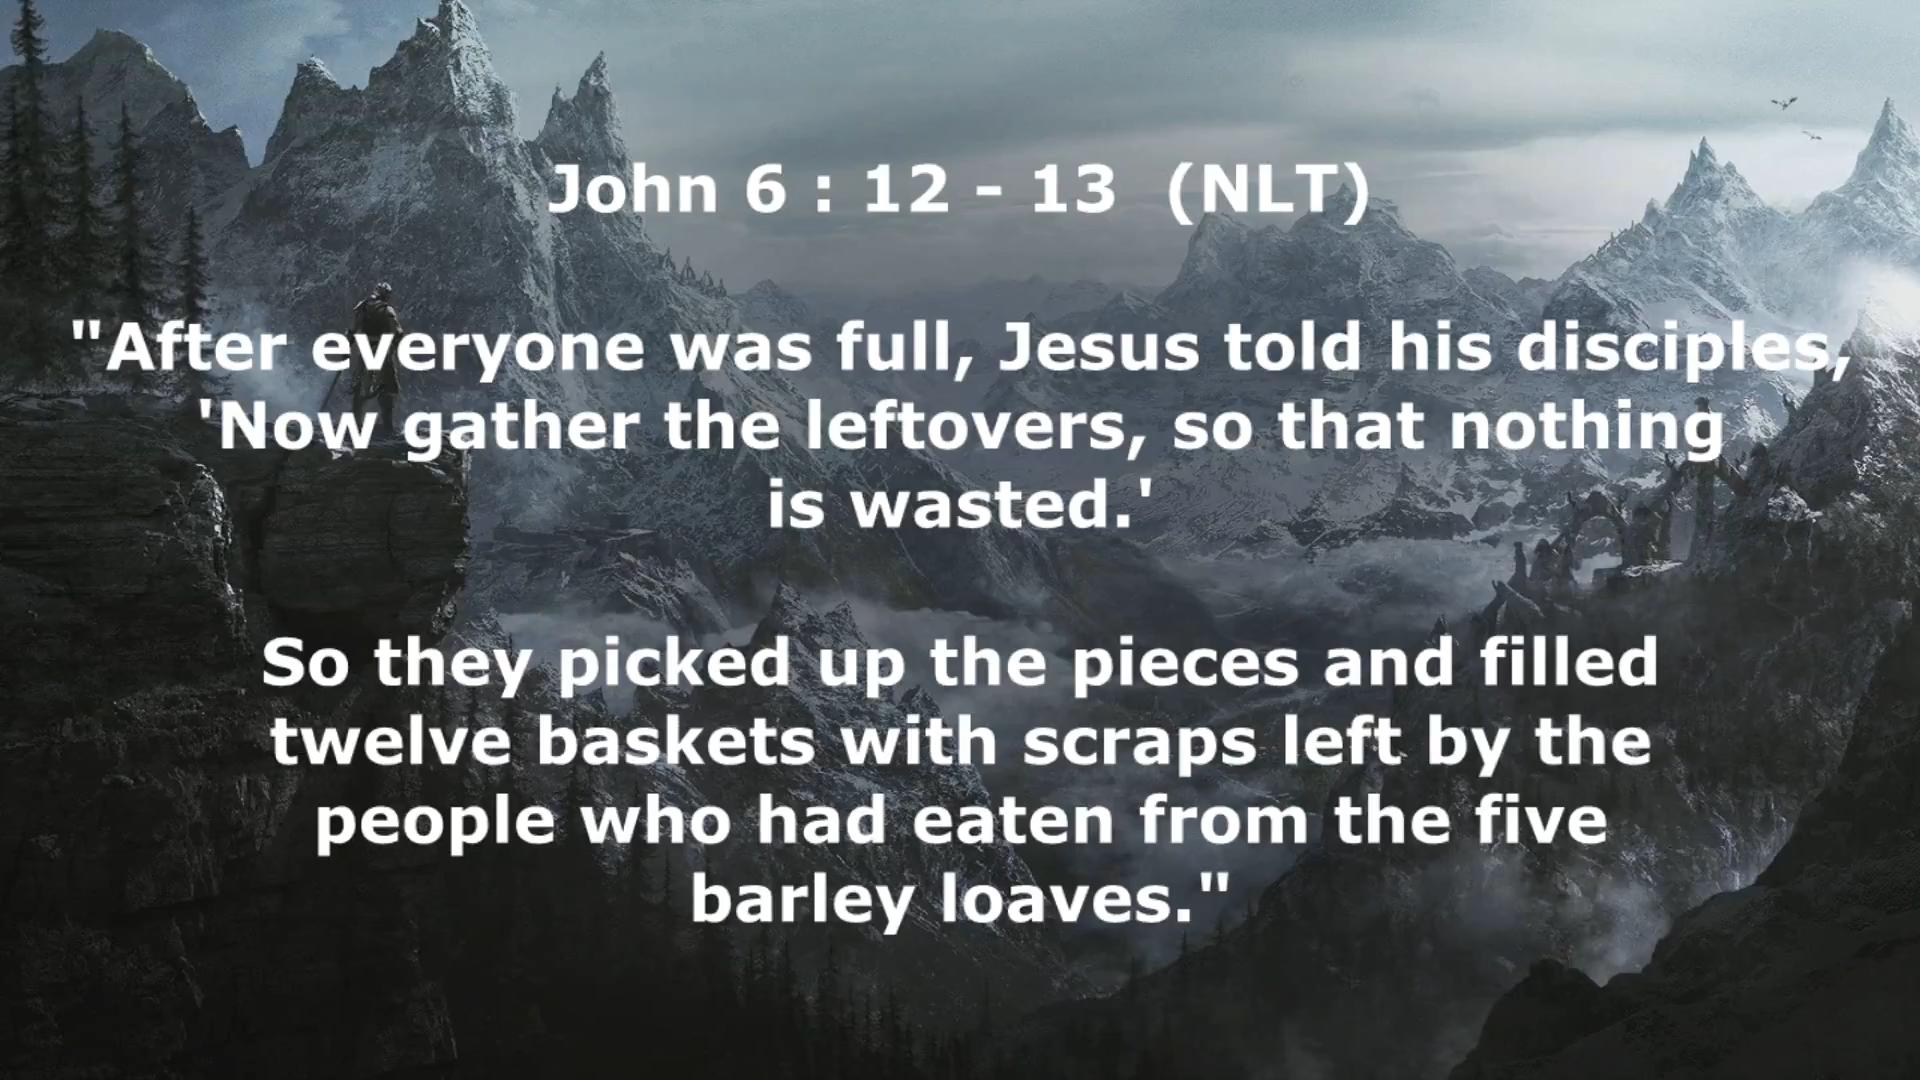 John 6 : 12 - 13 (NLT)
"After everyone was full, Jesus told his disciples,
'Now gather the leftovers, so that nothing
is wasted.'
So they picked up the pieces and filled
twelve baskets with scraps left by the
people who had eaten from the five
barley loaves."